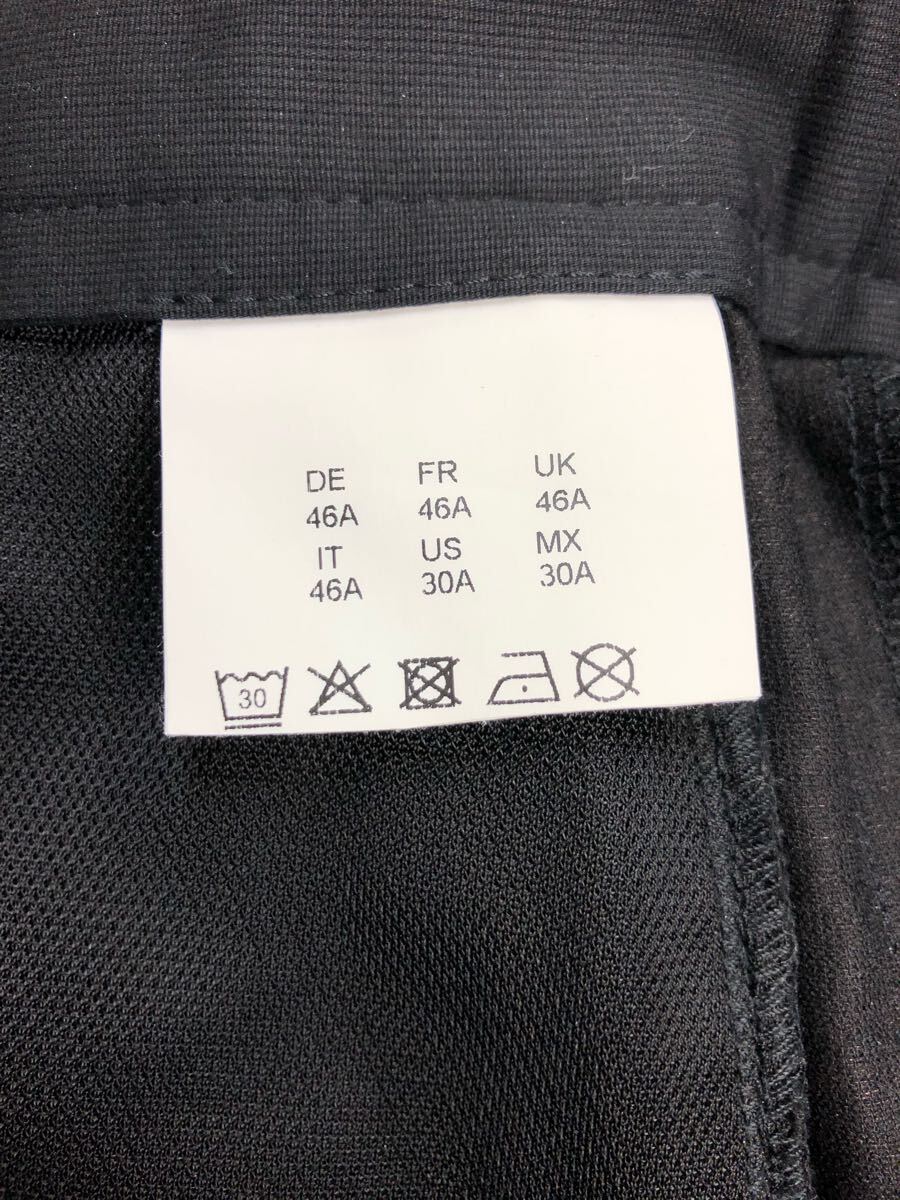 DE FR UK
46A 46A 46A
IT US MX
46A 30A 30A
30